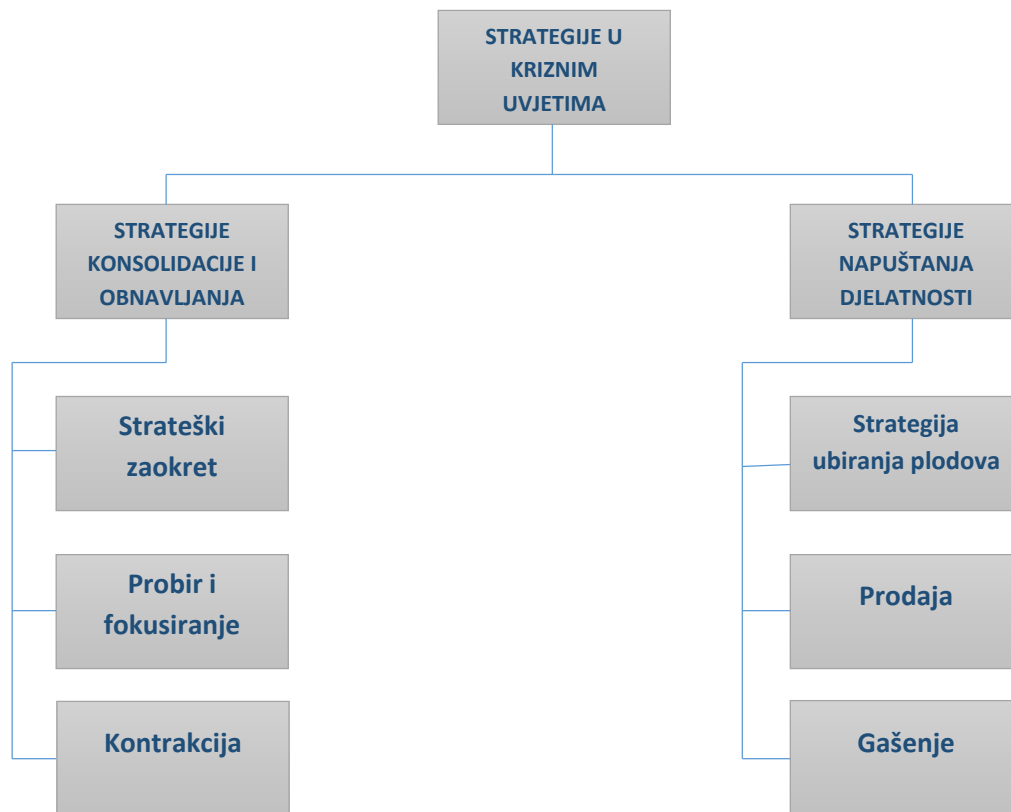 STRATEGIJE U
KRIZNIM
UVJETIMA
STRATEGIJE
KONSOLIDACIJE I
OBNAVLJANJA
STRATEGIJE
NAPUŠTANJA
DJELATNOSTI
Strateški
zaokret
Strategija
ubiranja plodova
Probir i
fokusiranje
Prodaja
Kontrakcija
Gašenje